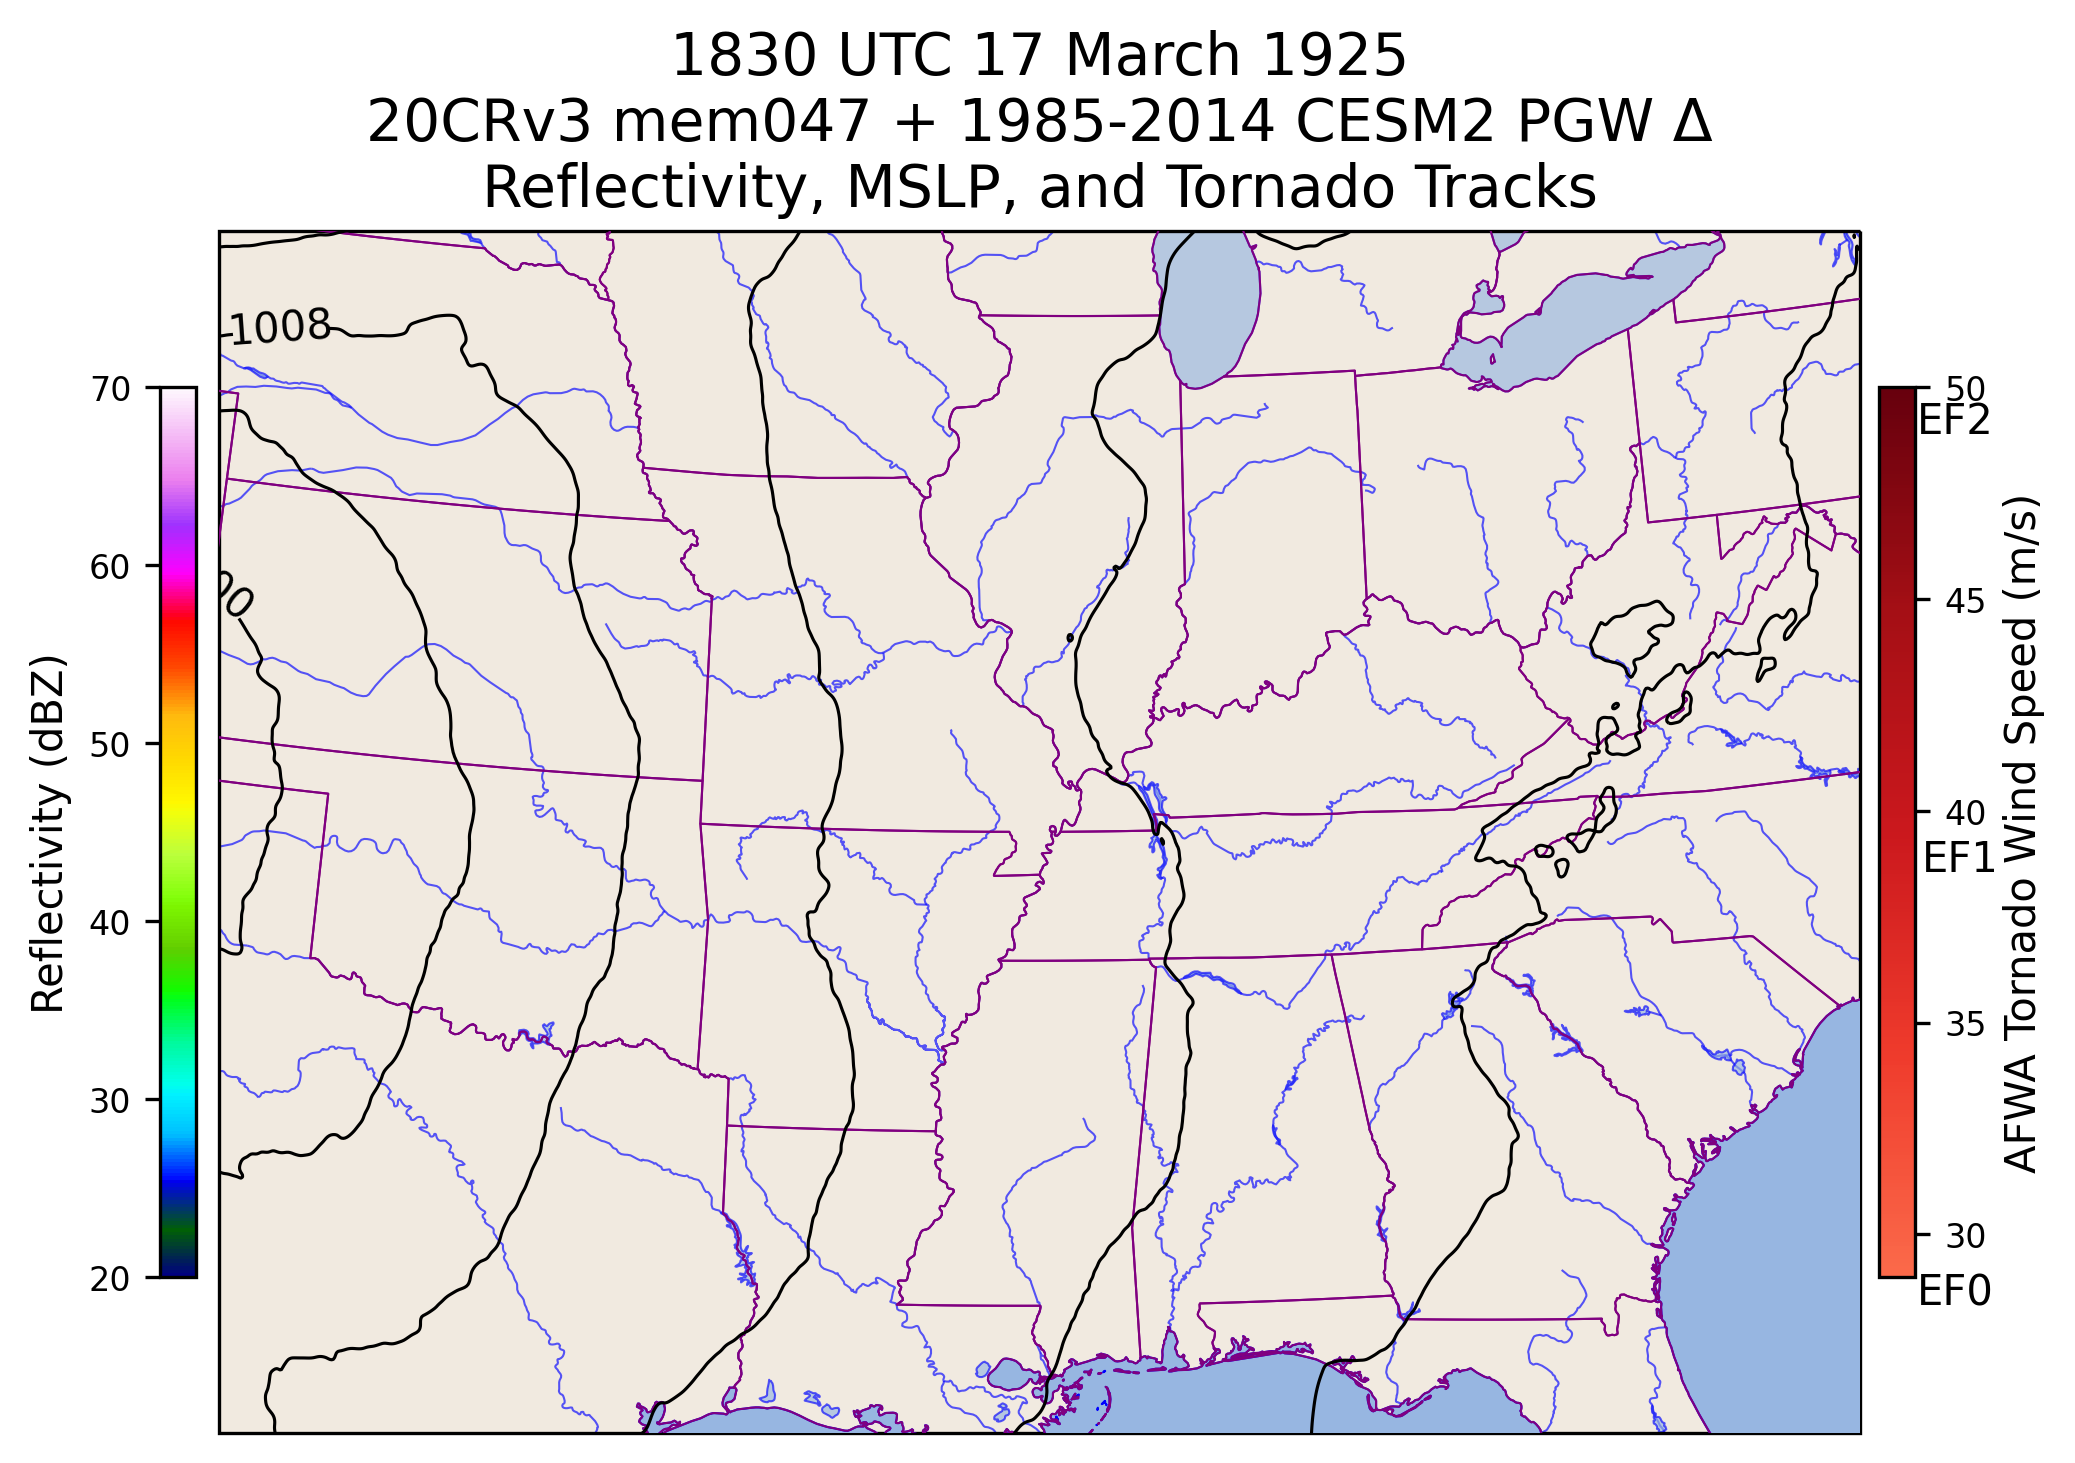 1830 UTC 17 March 1925
20CRv3 mem047 + 1985-2014 CESM2 PGW Δ
Reflectivity, MSLP, and Tornado Tracks
1008
00
Reflectivity (dBZ)
70
60
50
40
30
20
50
EF2
45
40
EF1
35
30
EF0
AFWA Tornado Wind Speed (m/s)